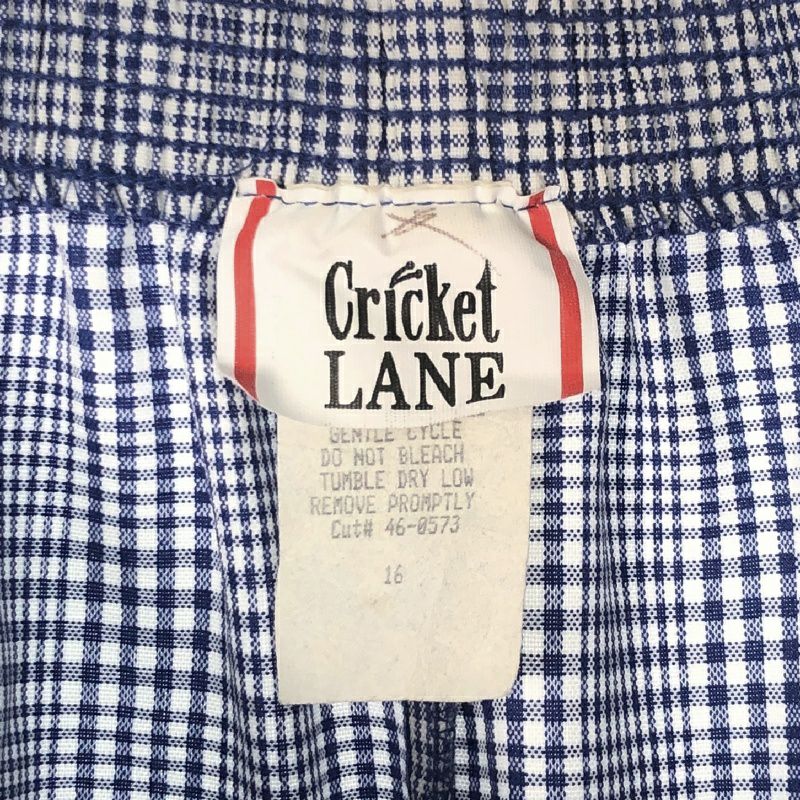 Cricket
LANE
GENTLE CYCLE
DO NOT BLEACH
TUMBLE DRY LOW
REMOVE PROMPTLY
Cut# 46-0573
16